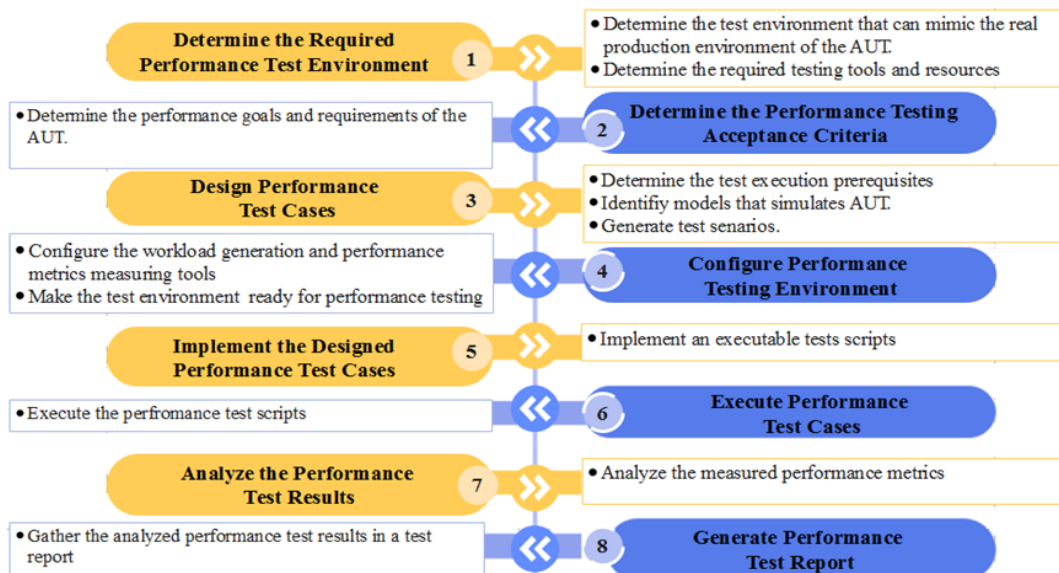 Determine the Required
Performance Test Environment
1
• Determine the test environment that can mimic the real
production environment of the AUT.
• Determine the required testing tools and resources
• Determine the performance goals and requirements of the
AUT.
2
Determine the Performance Testing
Acceptance Criteria
Design Performance
Test Cases
3
• Determine the test execution prerequisites
• Identifiy models that simulates AUT.
• Generate test senarios.
• Configure the workload generation and performance
metrics measuring tools
• Make the test environment ready for performance testing
4
Configure Performance
Testing Environment
Implement the Designed
Performance Test Cases
5
• Implement an executable tests scripts
• Execute the perfromance test scripts
6
Execute Performance
Test Cases
Analyze the Performance
Test Results
7
• Analyze the measured performance metrics
• Gather the analyzed performance test results in a test
report
8
Generate Performance
Test Report